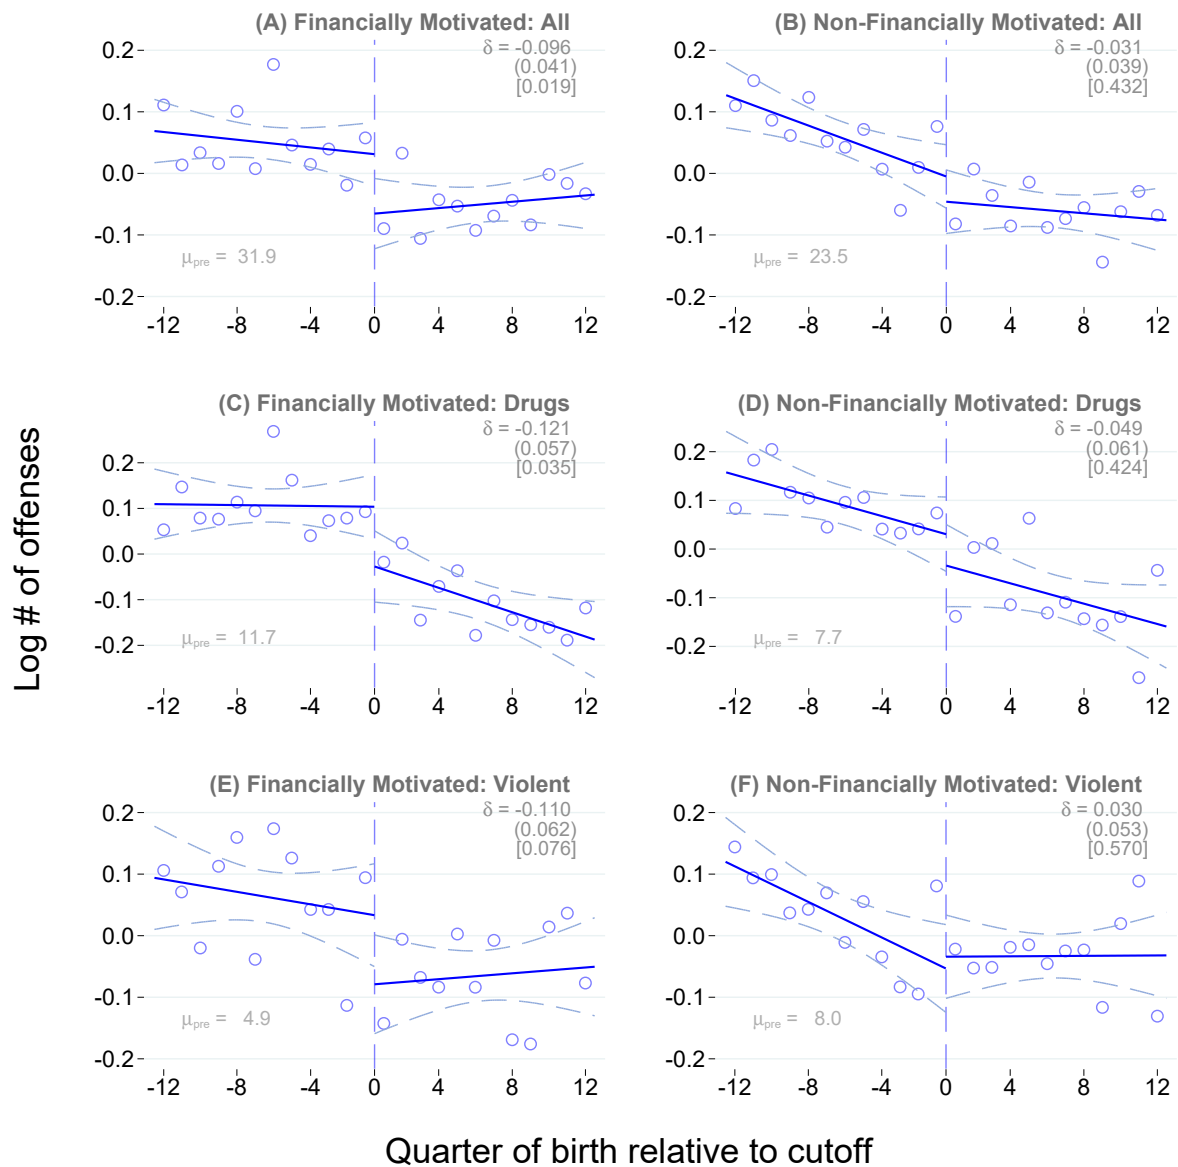 (A) Financially Motivated: All
δ = -0.096
(0.041)
[0.019]
0.2
0.1
0.0
-0.1
-0.2
μpre = 31.9
-12 -8 -4 0 4 8 12
(B) Non-Financially Motivated: All
δ = -0.031
(0.039)
[0.432]
0.2
0.1
0.0
-0.1
-0.2
μpre = 23.5
-12 -8 -4 0 4 8 12
(C) Financially Motivated: Drugs
δ = -0.121
(0.057)
[0.035]
0.2
0.1
0.0
-0.1
-0.2
μpre = 11.7
-12 -8 -4 0 4 8 12
(D) Non-Financially Motivated: Drugs
δ = -0.049
(0.061)
[0.424]
0.2
0.1
0.0
-0.1
-0.2
μpre = 7.7
-12 -8 -4 0 4 8 12
(E) Financially Motivated: Violent
δ = -0.110
(0.062)
[0.076]
0.2
0.1
0.0
-0.1
-0.2
μpre = 4.9
-12 -8 -4 0 4 8 12
(F) Non-Financially Motivated: Violent
δ = 0.030
(0.053)
[0.570]
0.2
0.1
0.0
-0.1
-0.2
μpre = 8.0
-12 -8 -4 0 4 8 12
Log # of offenses
Quarter of birth relative to cutoff